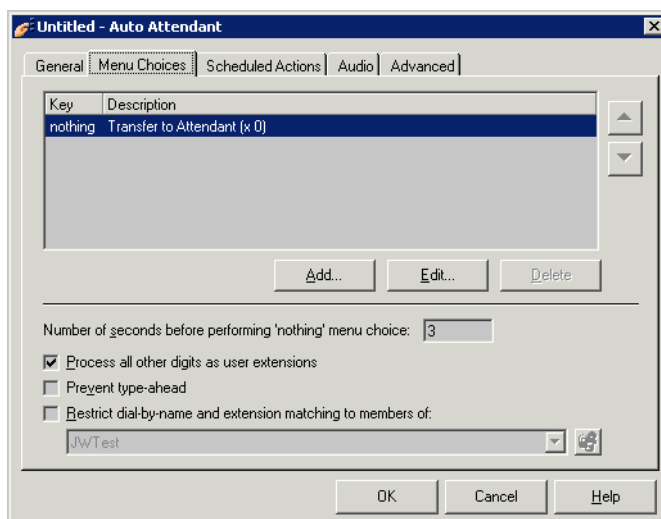 Untitled - Auto Attendant
General Menu Choices Scheduled Actions Audio Advanced
Key Description
nothing Transfer to Attendant (x 0)
Add... Edit... Delete
Number of seconds before performing 'nothing' menu choice: 3
Process all other digits as user extensions
Prevent type-ahead
Restrict dial-by-name and extension matching to members of:
JWTest
OK Cancel Help